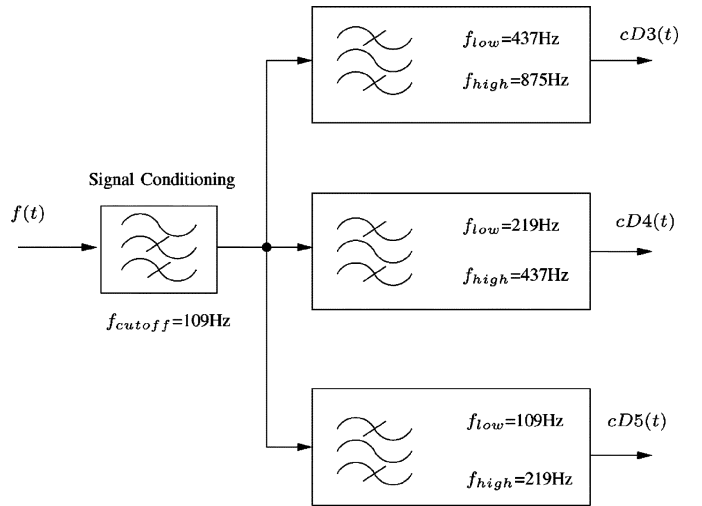 f_low=437Hz
cD3(t)
f_high=875Hz
Signal Conditioning
f(t)
f_low=219Hz
cD4(t)
f_high=437Hz
f_cutoff=109Hz
f_low=109Hz
cD5(t)
f_high=219Hz